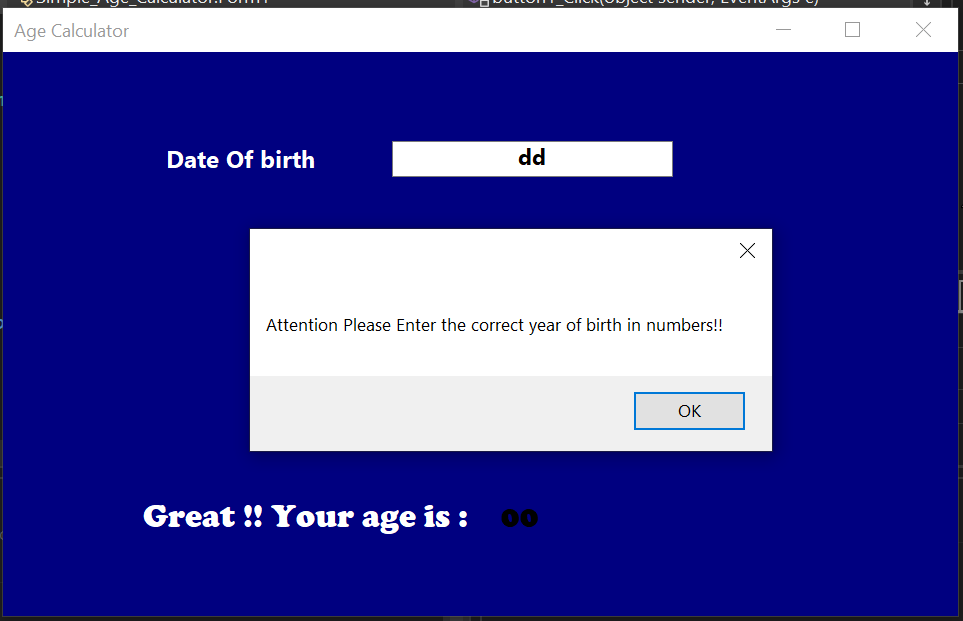 Simple_Age_Calculator.Form1 button1_Click(object sender, EventArgs e)
Age Calculator
Date Of birth dd
Attention Please Enter the correct year of birth in numbers!!
OK
Great !! Your age is : oo